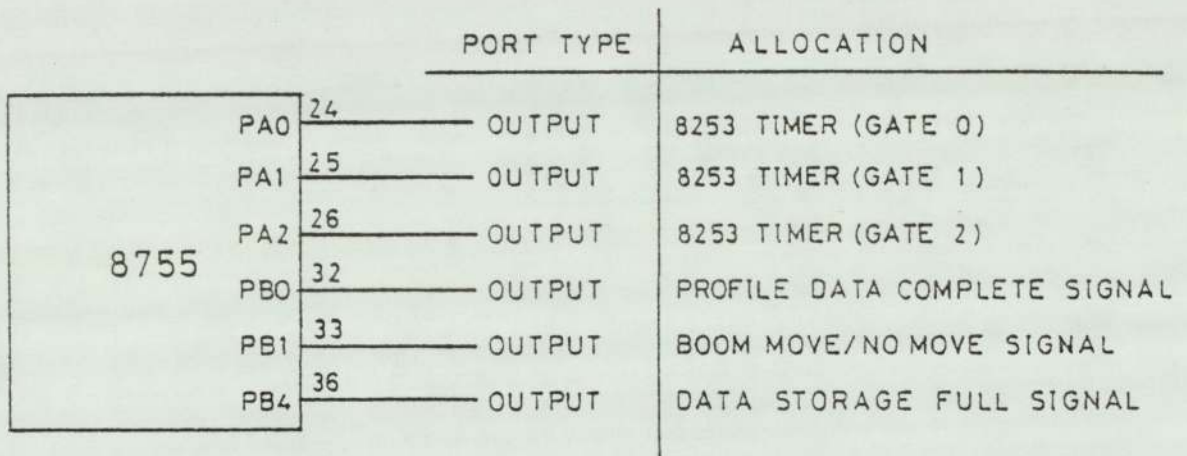 PORT TYPE ALLOCATION
PA0 24 OUTPUT 8253 TIMER (GATE 0)
PA1 25 OUTPUT 8253 TIMER (GATE 1)
PA2 26 OUTPUT 8253 TIMER (GATE 2)
8755
PB0 32 OUTPUT PROFILE DATA COMPLETE SIGNAL
PB1 33 OUTPUT BOOM MOVE/NO MOVE SIGNAL
PB4 36 OUTPUT DATA STORAGE FULL SIGNAL